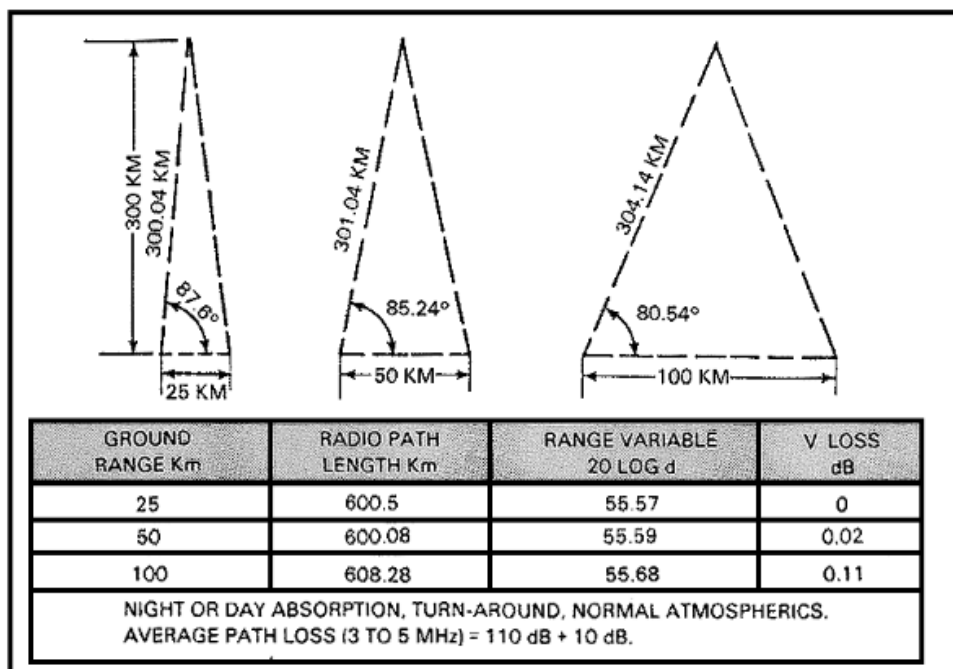 300 KM
300.04 KM
87.6°
25 KM
301.04 KM
85.24°
50 KM
304.14 KM
80.54°
100 KM
GROUND RANGE Km	RADIO PATH LENGTH Km	RANGE VARIABLE 20 LOG d	V LOSS dB
25	600.5	55.57	0
50	600.08	55.59	0.02
100	608.28	55.68	0.11
NIGHT OR DAY ABSORPTION, TURN-AROUND, NORMAL ATMOSPHERICS.
AVERAGE PATH LOSS (3 TO 5 MHz) = 110 dB + 10 dB.